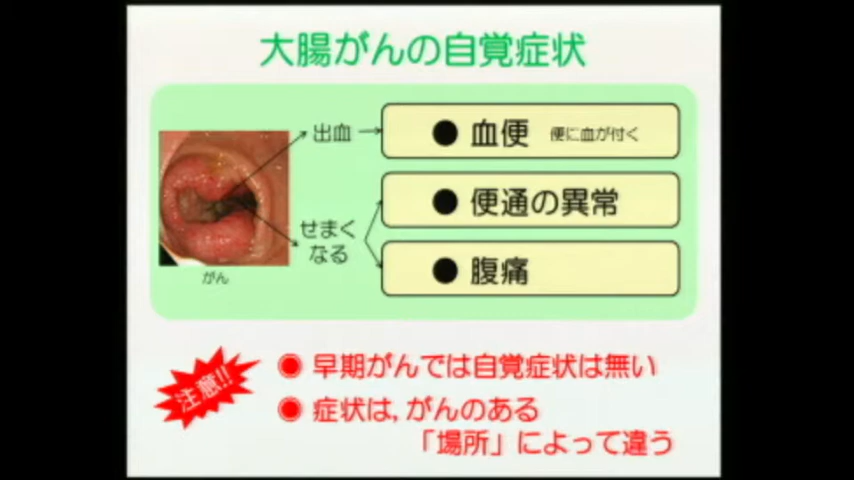 大腸がんの自覚症状
出血
● 血便 便に血が付く
● 便通の異常
せまく
なる
● 腹痛
がん
注意!!
● 早期がんでは自覚症状は無い
● 症状は，がんのある
「場所」によって違う